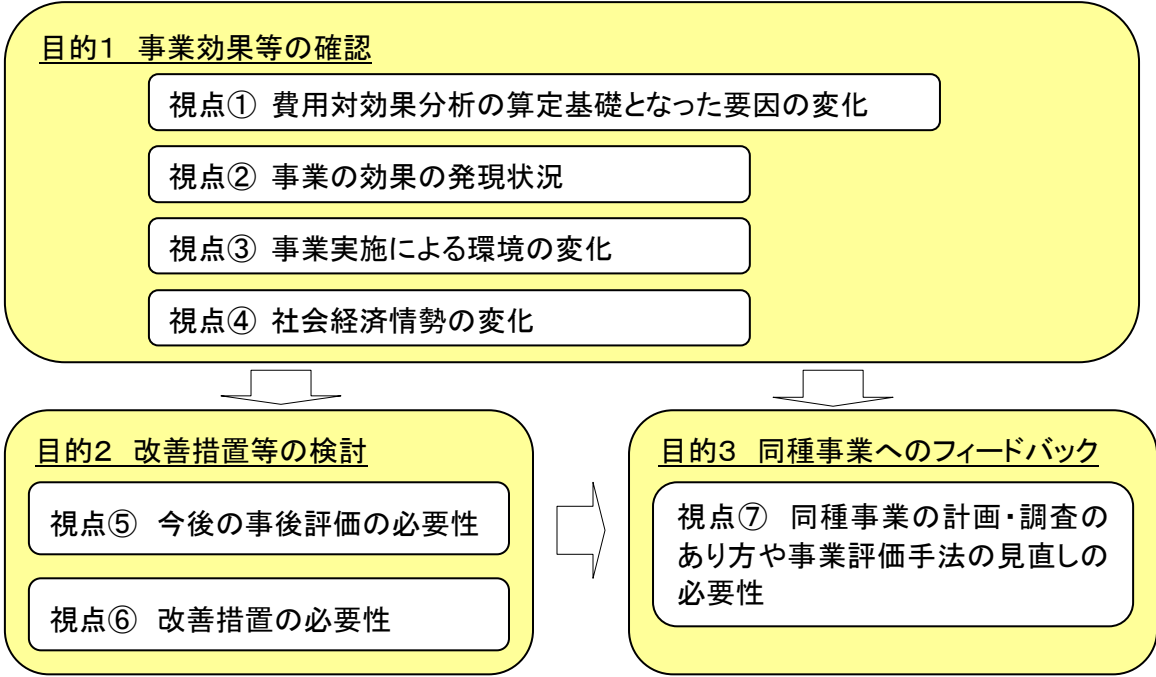 目的1　事業効果等の確認
視点① 費用対効果分析の算定基礎となった要因の変化
視点② 事業の効果の発現状況
視点③ 事業実施による環境の変化
視点④ 社会経済情勢の変化
目的2　改善措置等の検討
視点⑤　今後の事後評価の必要性
視点⑥　改善措置の必要性
目的3　同種事業へのフィードバック
視点⑦　同種事業の計画・調査の
あり方や事業評価手法の見直しの
必要性